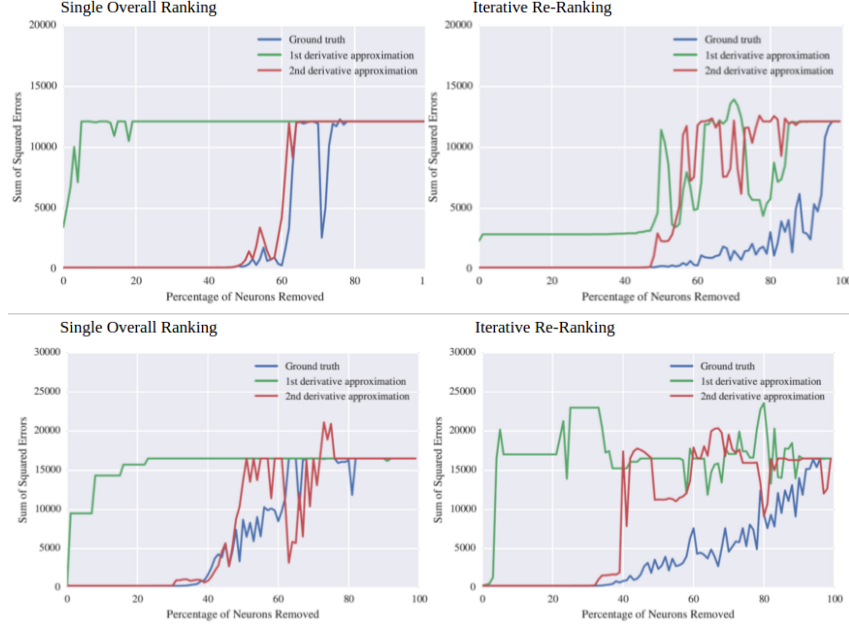 Single Overall Ranking
Iterative Re-Ranking
20000
15000
10000
5000
0
Sum of Squared Errors
Ground truth
1st derivative approximation
2nd derivative approximation
0 20 40 60 80 1
Percentage of Neurons Removed
20000
15000
10000
5000
0
Sum of Squared Errors
Ground truth
1st derivative approximation
2nd derivative approximation
0 20 40 60 80 100
Percentage of Neurons Removed
Single Overall Ranking
Iterative Re-Ranking
30000
25000
20000
15000
10000
5000
0
Sum of Squared Errors
Ground truth
1st derivative approximation
2nd derivative approximation
0 20 40 60 80 100
Percentage of Neurons Removed
30000
25000
20000
15000
10000
5000
0
Sum of Squared Errors
Ground truth
1st derivative approximation
2nd derivative approximation
0 20 40 60 80 100
Percentage of Neurons Removed